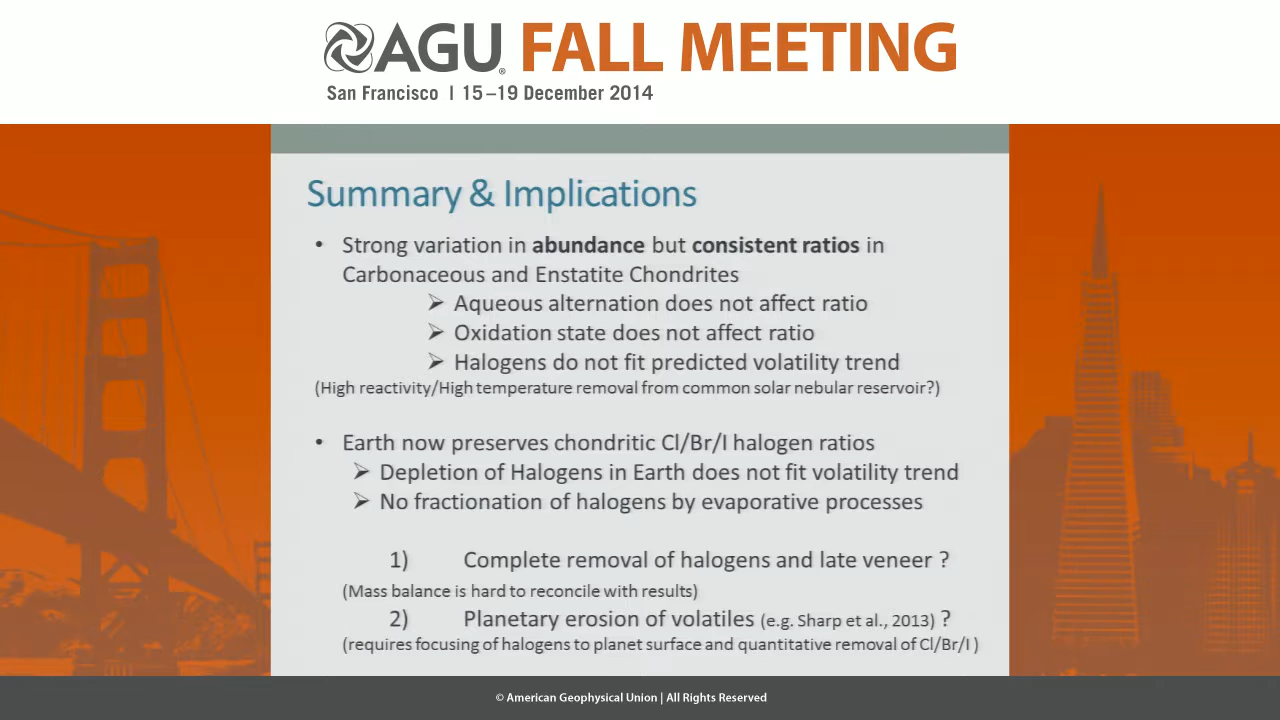 AGU FALL MEETING
San Francisco | 15–19 December 2014
Summary & Implications
• Strong variation in abundance but consistent ratios in
Carbonaceous and Enstatite Chondrites
➢ Aqueous alternation does not affect ratio
➢ Oxidation state does not affect ratio
➢ Halogens do not fit predicted volatility trend
(High reactivity/High temperature removal from common solar nebular reservoir?)
• Earth now preserves chondritic Cl/Br/I halogen ratios
➢ Depletion of Halogens in Earth does not fit volatility trend
➢ No fractionation of halogens by evaporative processes
1) Complete removal of halogens and late veneer ?
(Mass balance is hard to reconcile with results)
2) Planetary erosion of volatiles (e.g. Sharp et al., 2013) ?
(requires focusing of halogens to planet surface and quantitative removal of Cl/Br/I )
© American Geophysical Union | All Rights Reserved